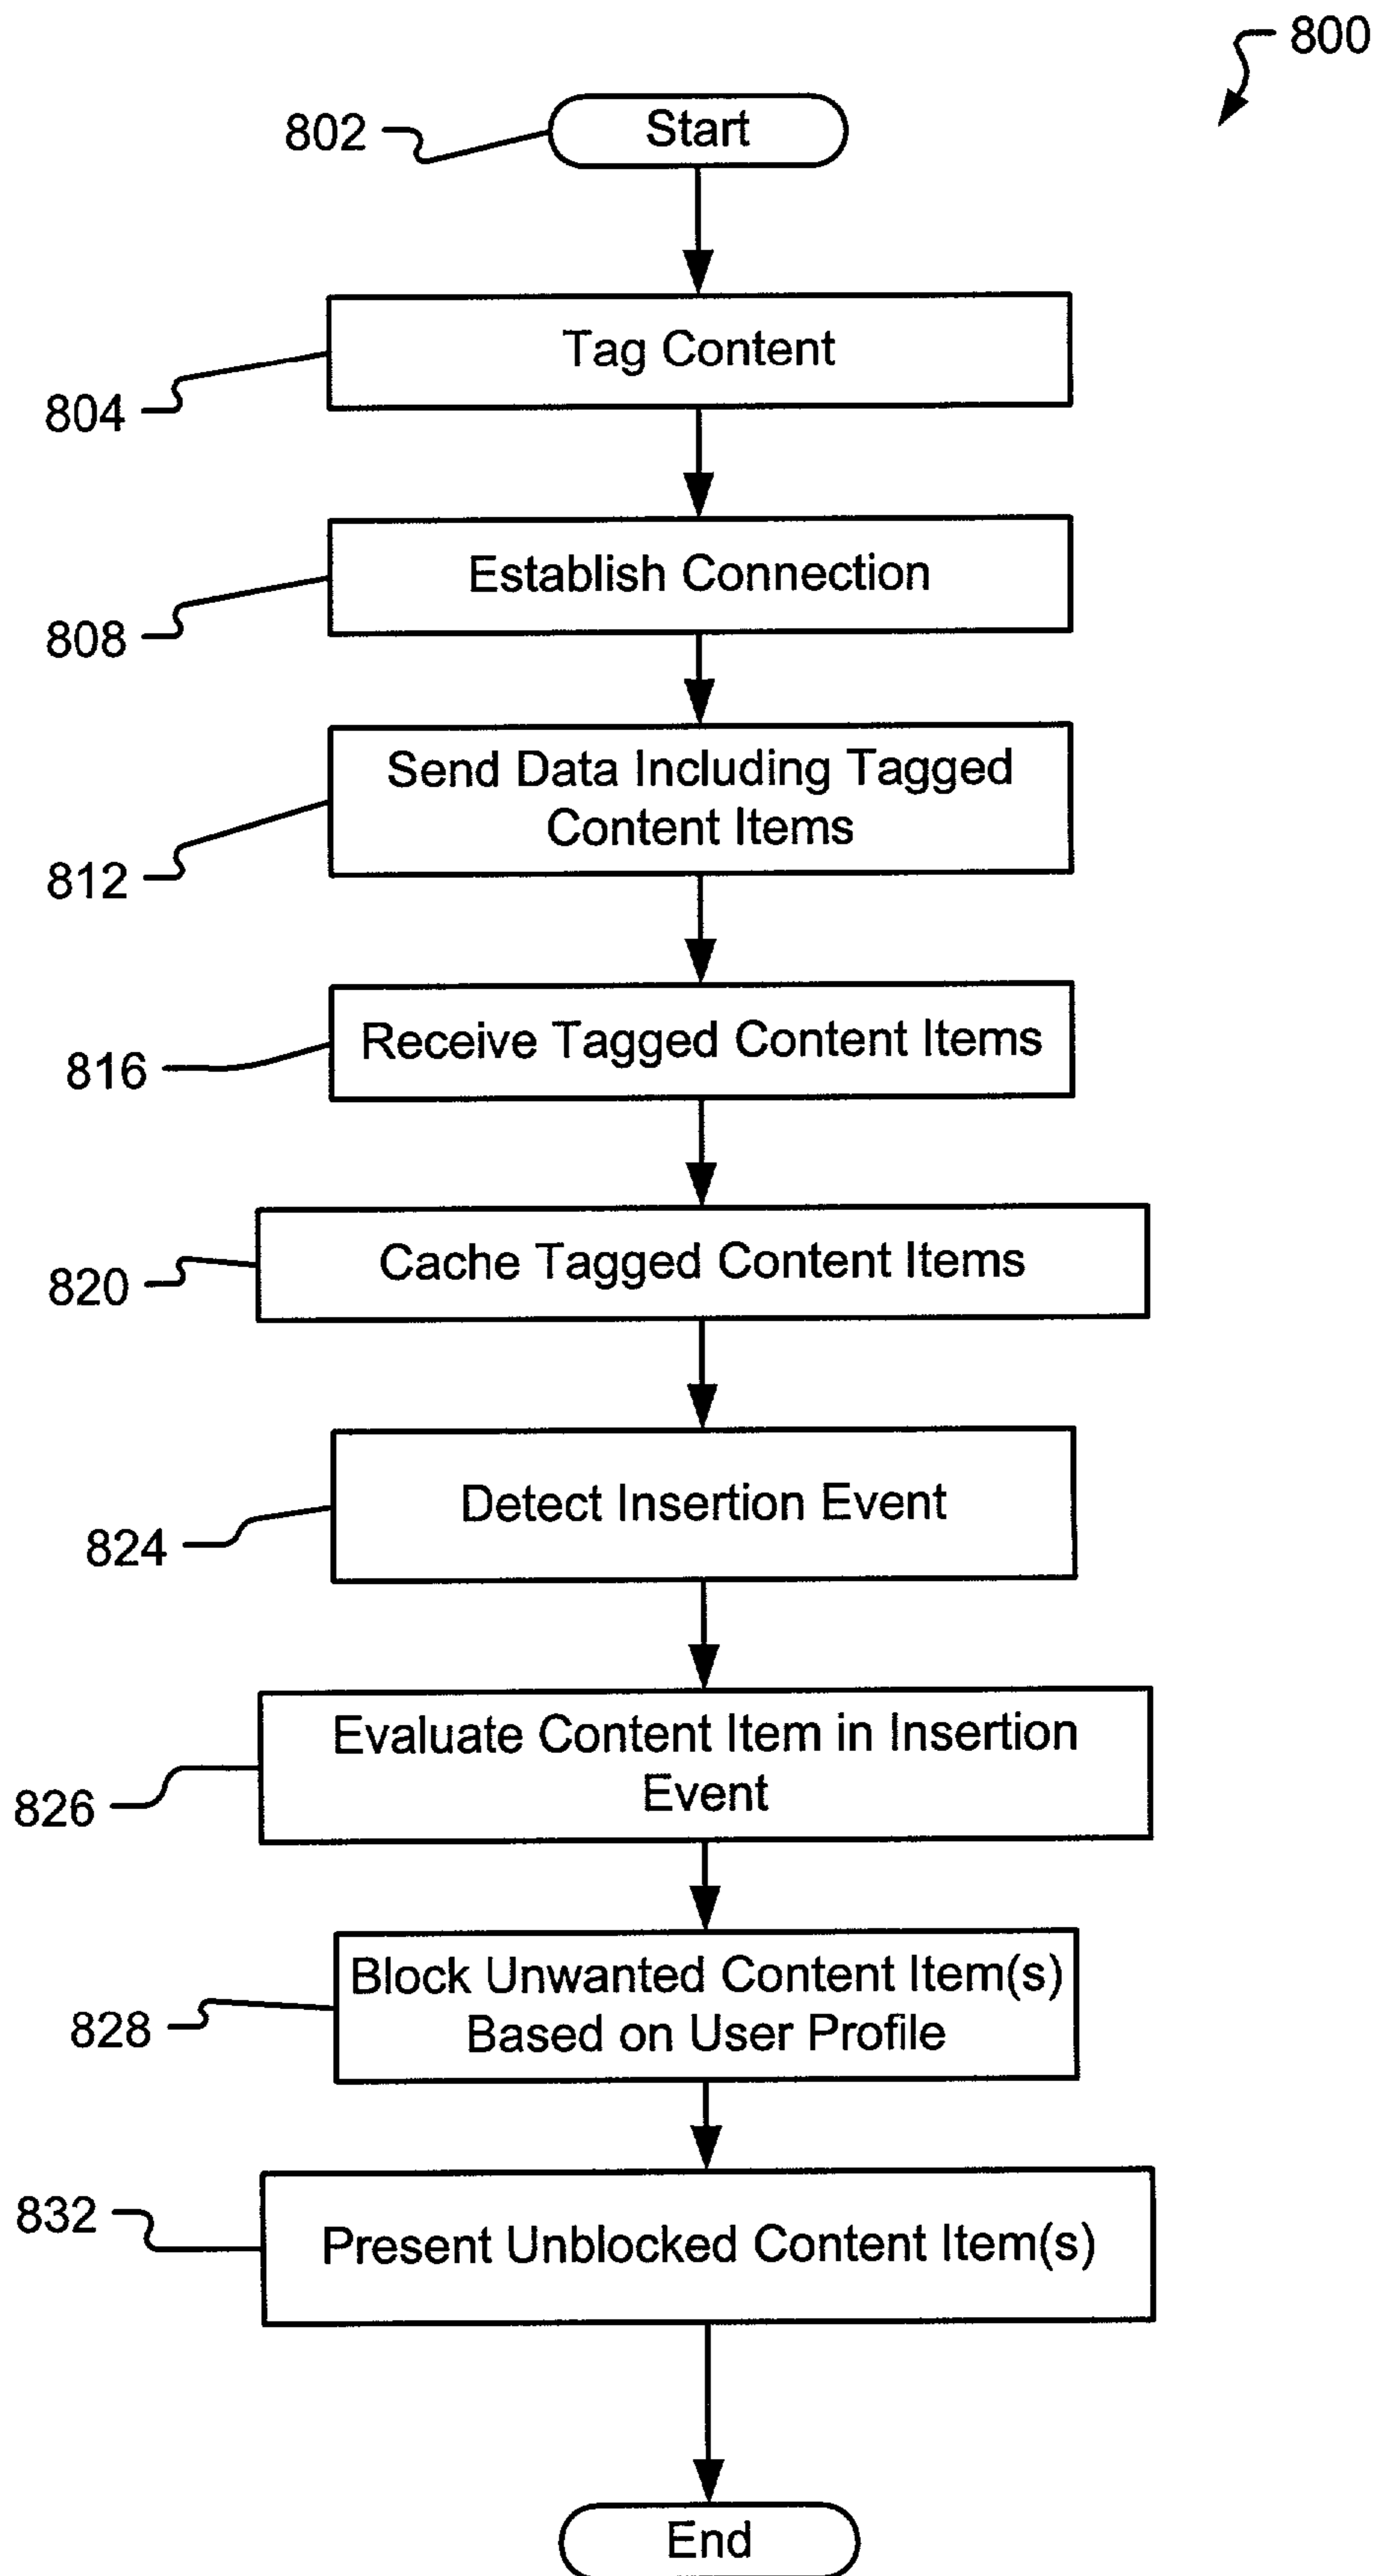 800
802
Start
Tag Content
804
Establish Connection
808
Send Data Including Tagged
Content Items
812
Receive Tagged Content Items
816
Cache Tagged Content Items
820
Detect Insertion Event
824
Evaluate Content Item in Insertion
Event
826
Block Unwanted Content Item(s)
Based on User Profile
828
832
Present Unblocked Content Item(s)
End